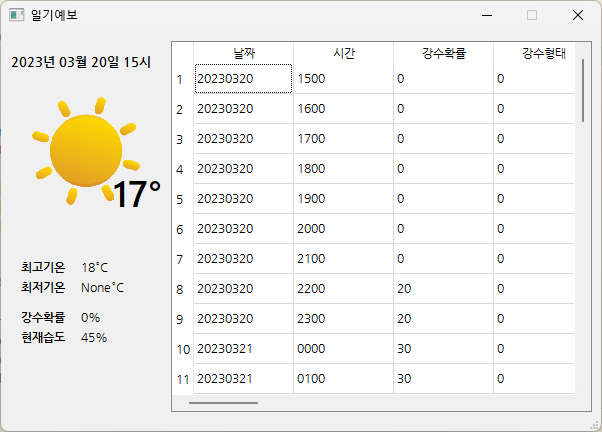 일기예보
2023년 03월 20일 15시
17°
최고기온 18°C
최저기온 None°C
강수확률 0%
현재습도 45%
날짜 시간 강수확률 강수형태
1 20230320 1500 0 0
2 20230320 1600 0 0
3 20230320 1700 0 0
4 20230320 1800 0 0
5 20230320 1900 0 0
6 20230320 2000 0 0
7 20230320 2100 0 0
8 20230320 2200 20 0
9 20230320 2300 20 0
10 20230321 0000 30 0
11 20230321 0100 30 0